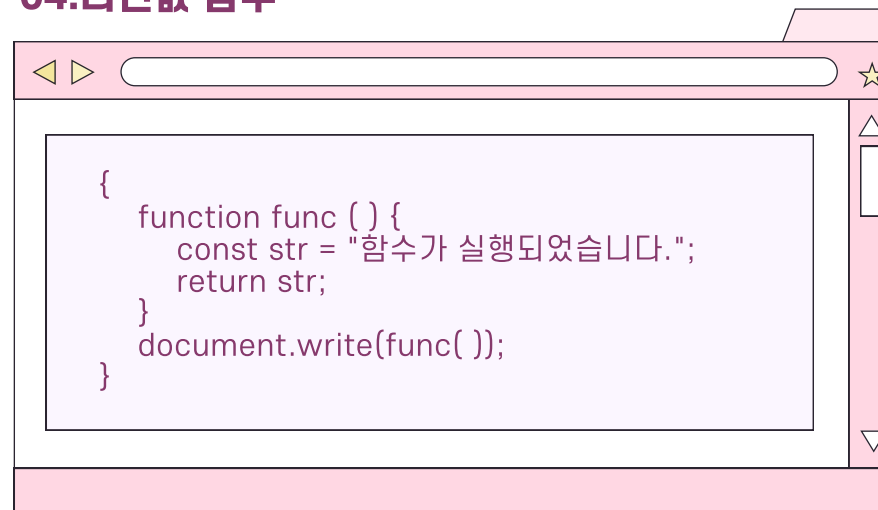 {
function func ( ) {
const str = "함수가 실행되었습니다.";
return str;
}
document.write(func( ));
}